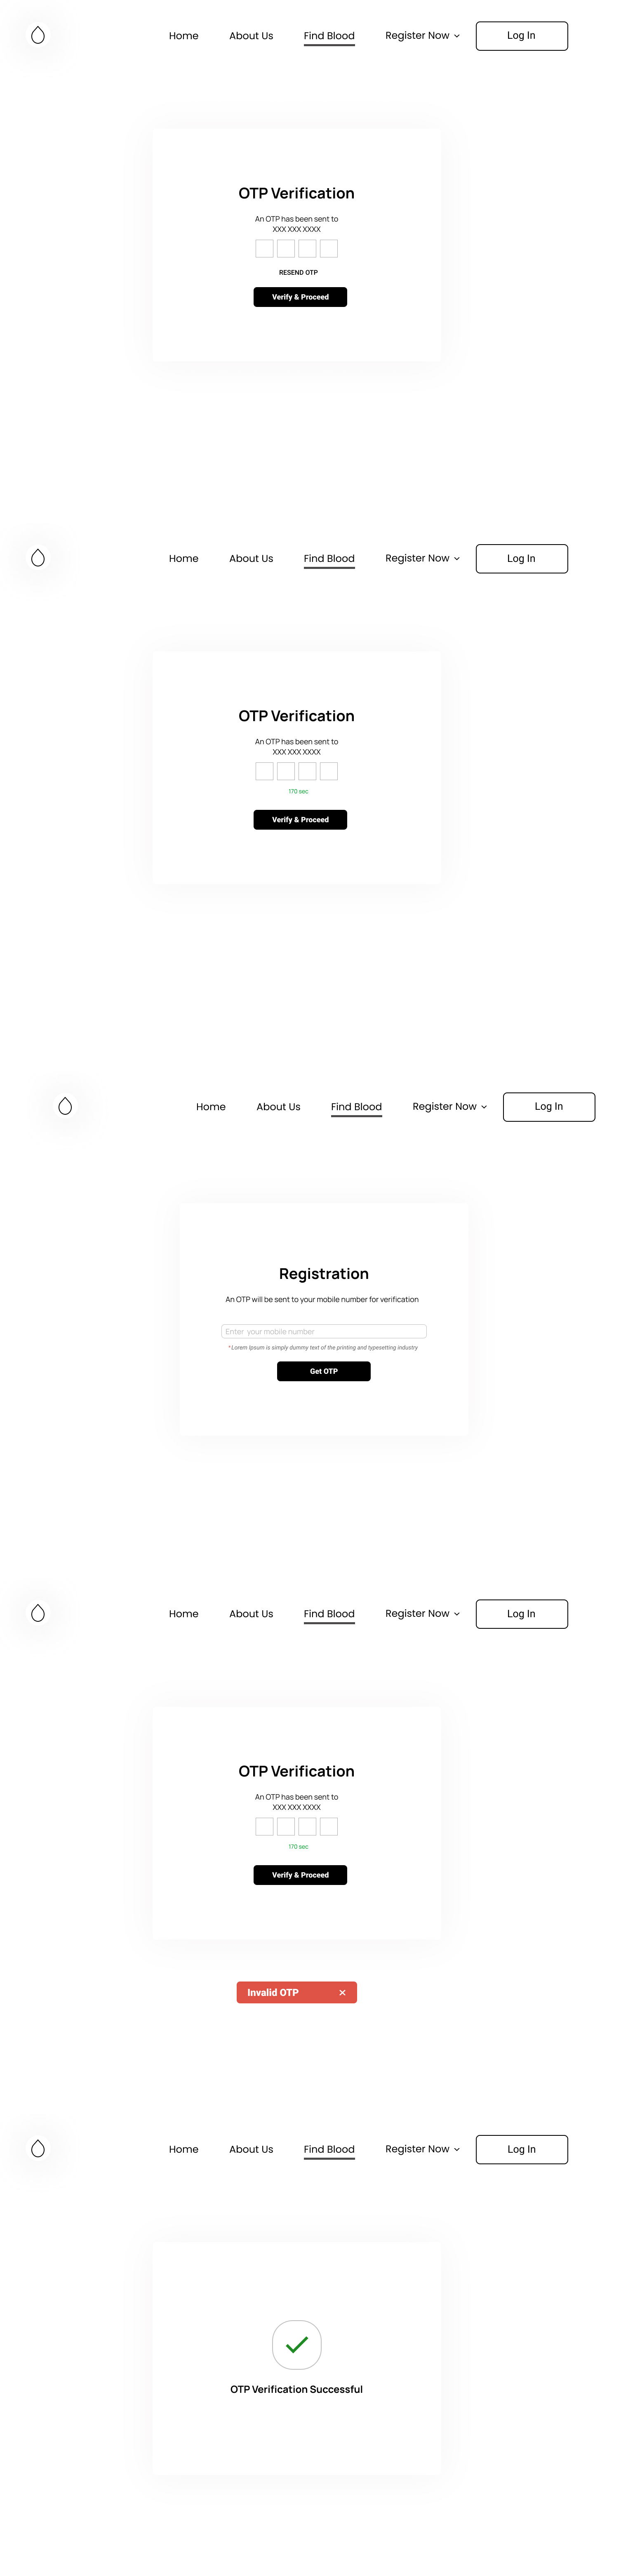 Home About Us Find Blood Register Now Log In
OTP Verification
An OTP has been sent to
XXX XXX XXXX
RESEND OTP
Verify & Proceed
Home About Us Find Blood Register Now Log In
OTP Verification
An OTP has been sent to
XXX XXX XXXX
170 sec
Verify & Proceed
Home About Us Find Blood Register Now Log In
Registration
An OTP will be sent to your mobile number for verification
Enter your mobile number
*Lorem Ipsum is simply dummy text of the printing and typesetting industry
Get OTP
Home About Us Find Blood Register Now Log In
OTP Verification
An OTP has been sent to
XXX XXX XXXX
170 sec
Verify & Proceed
Invalid OTP
Home About Us Find Blood Register Now Log In
OTP Verification Successful